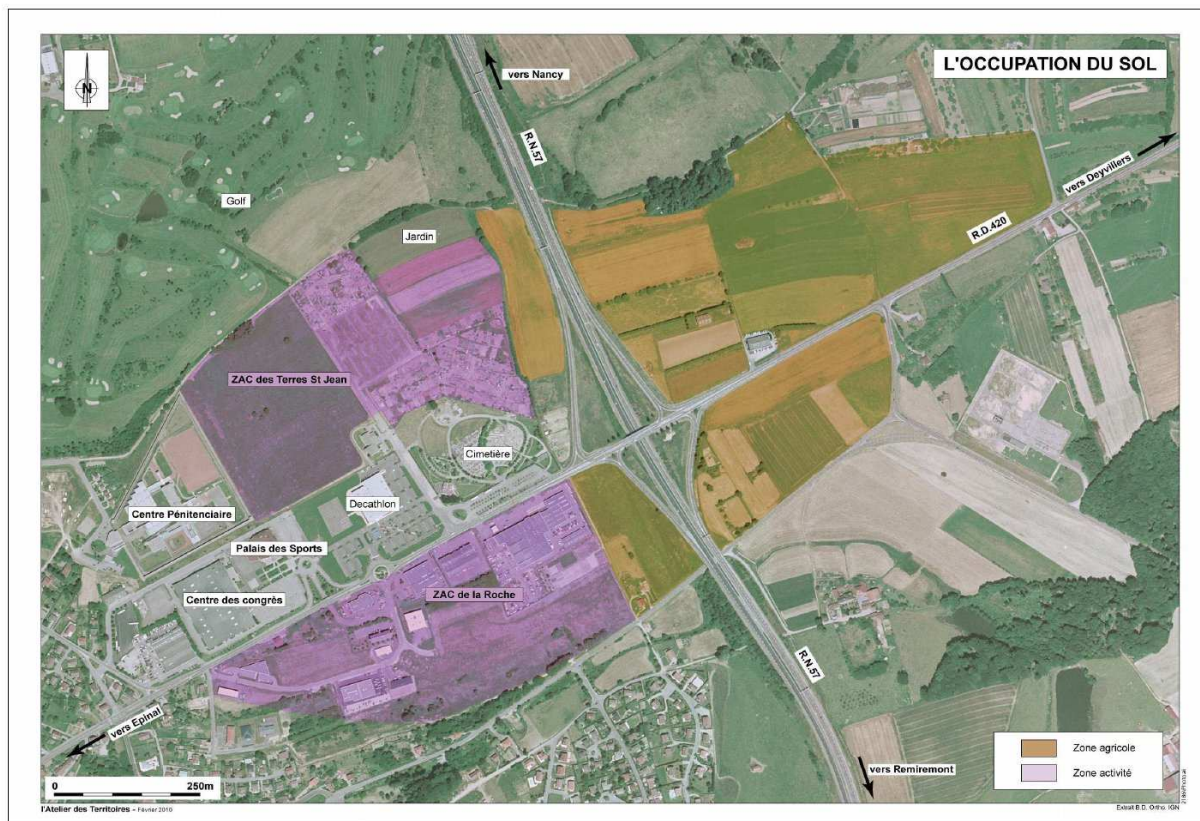 L'OCCUPATION DU SOL
N
vers Nancy
R.N.57
vers Deyvillers
R.D.420
Golf
Jardin
ZAC des Terres St Jean
Cimetière
Decathlon
Centre Pénitenciaire
Palais des Sports
Centre des congrès
ZAC de la Roche
R.N.57
vers Epinal
vers Remiremont
Zone agricole
Zone activité
0 250m
l'Atelier des Territoires - Février 2010
Extrait B.D. Ortho. IGN